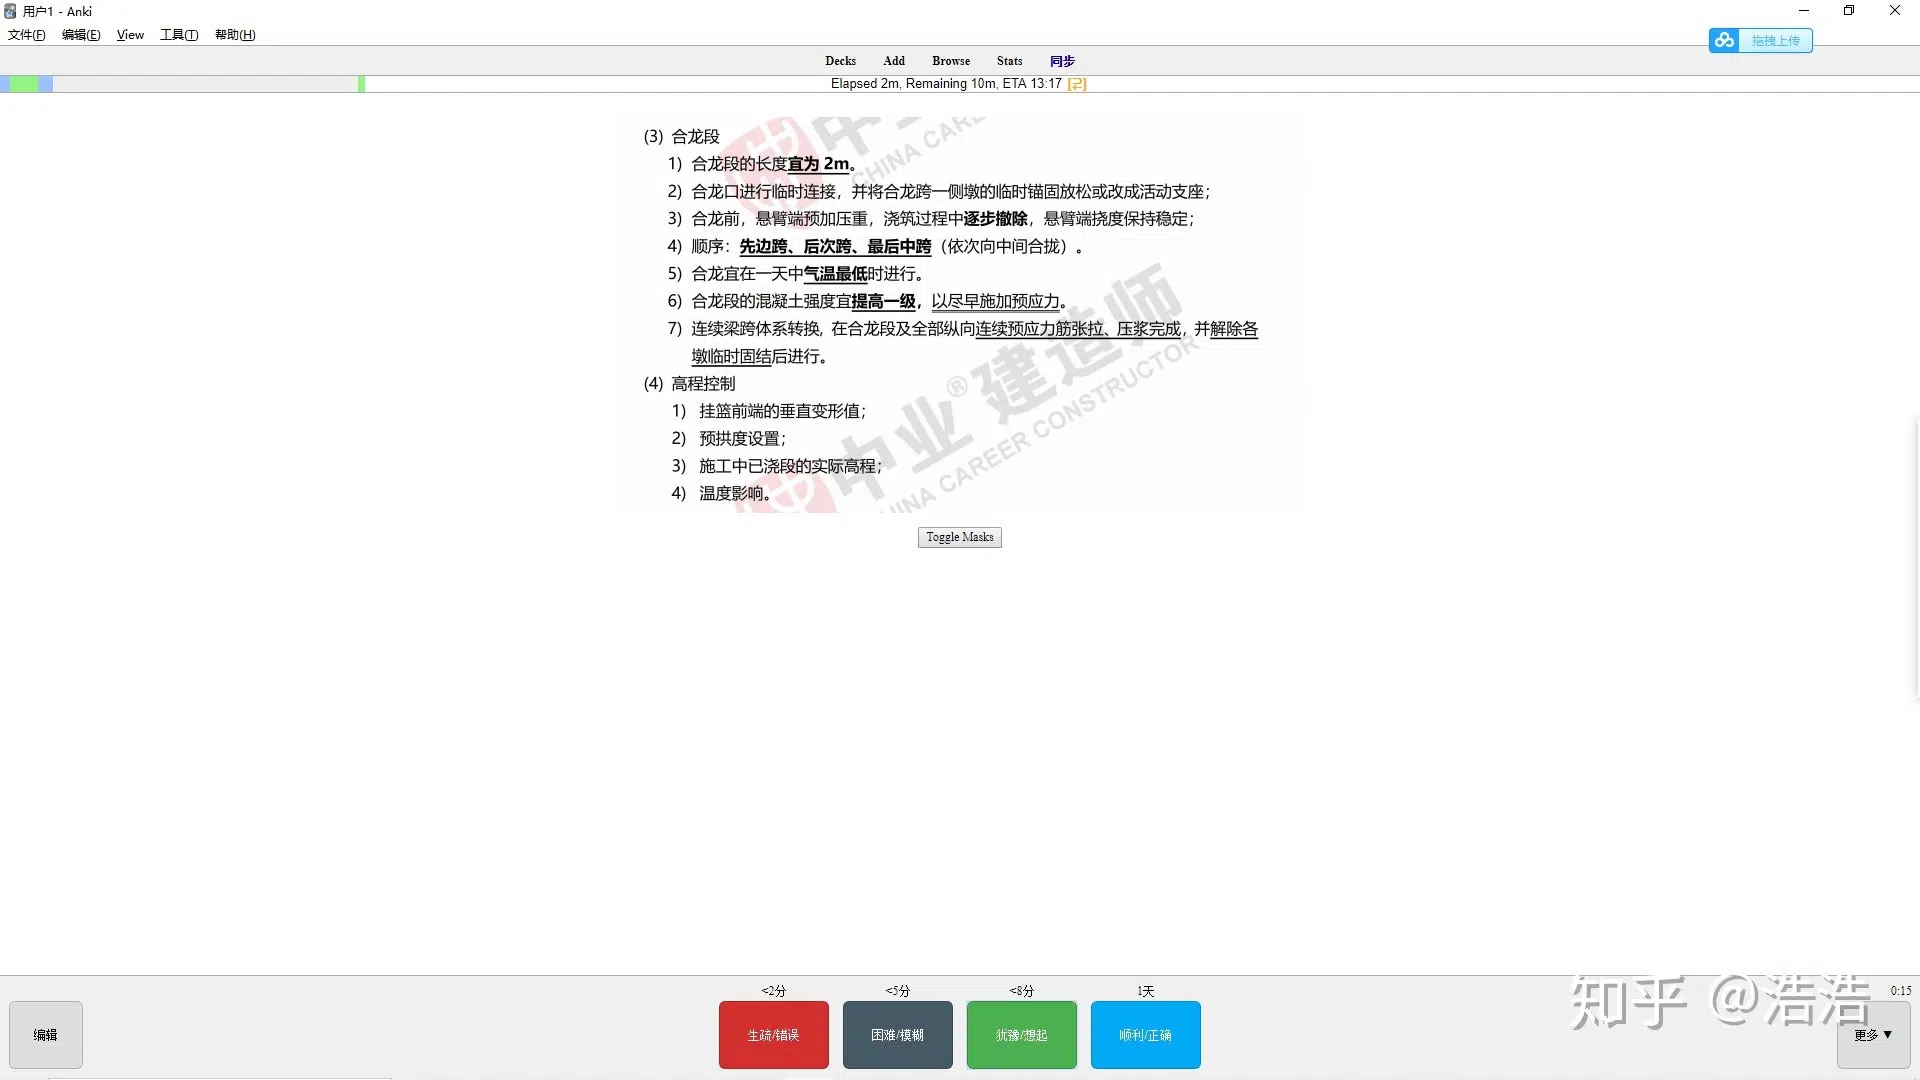 用户1 - Anki
文件(F) 编辑(E) View 工具(T) 帮助(H)
拖拽上传
Decks Add Browse Stats 同步
Elapsed 2m, Remaining 10m, ETA 13:17
(3) 合龙段
1) 合龙段的长度宜为 2m。
2) 合龙口进行临时连接，并将合龙跨一侧墩的临时锚固放松或改成活动支座；
3) 合龙前，悬臂端预加压重，浇筑过程中逐步撤除，悬臂端挠度保持稳定；
4) 顺序：先边跨、后次跨、最后中跨（依次向中间合拢）。
5) 合龙宜在一天中气温最低时进行。
6) 合龙段的混凝土强度宜提高一级，以尽早施加预应力。
7) 连续梁跨体系转换, 在合龙段及全部纵向连续预应力筋张拉、压浆完成，并解除各
墩临时固结后进行。
(4) 高程控制
1) 挂篮前端的垂直变形值；
2) 预拱度设置；
3) 施工中已浇段的实际高程；
4) 温度影响。
中业®建造师
CHINA CAREER CONSTRUCTOR
Toggle Masks
<2分 <5分 <8分 1天 0:15
编辑 生疏/错误 困难/模糊 犹豫/想起 顺利/正确 更多 ▼
知乎 @浩浩